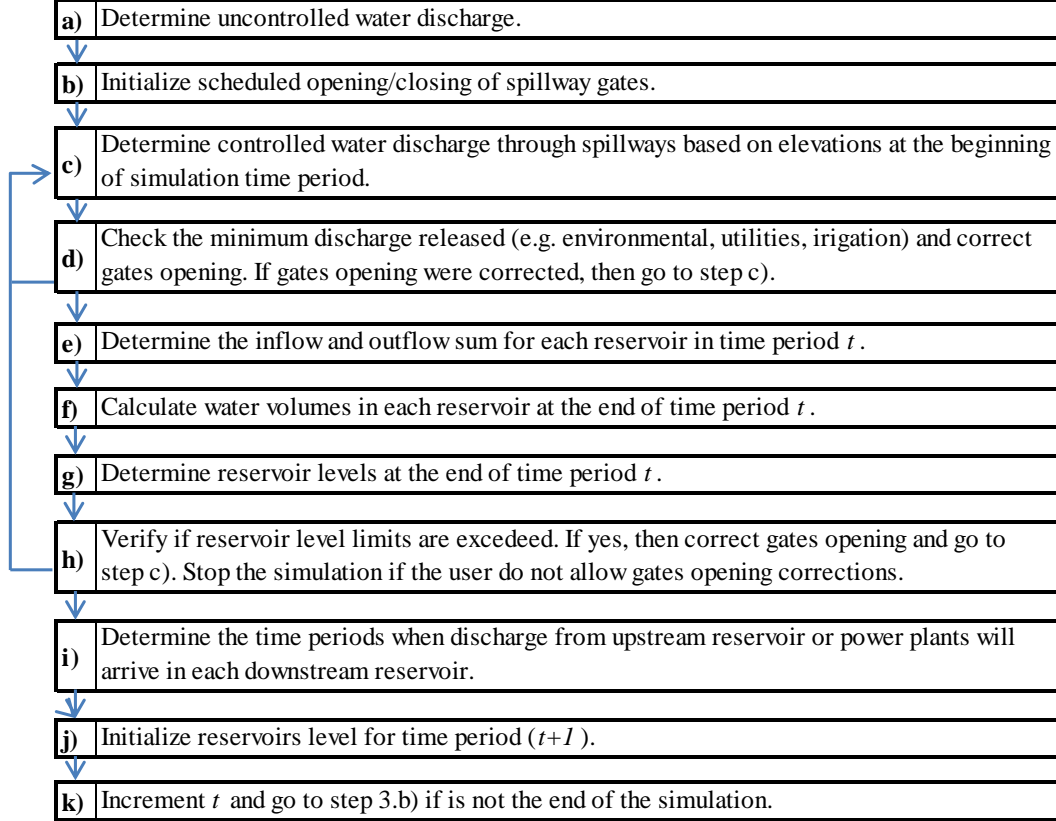 a) Determine uncontrolled water discharge.
b) Initialize scheduled opening/closing of spillway gates.
c) Determine controlled water discharge through spillways based on elevations at the beginning
of simulation time period.
d) Check the minimum discharge released (e.g. environmental, utilities, irigation) and correct
gates opening. If gates opening were corrected, then go to step c).
e) Determine the inflow and outflow sum for each reservoir in time period t .
f) Calculate water volumes in each reservoir at the end of time period t .
g) Determine reservoir levels at the end of time period t .
h) Verify if reservoir level limits are excedeed. If yes, then correct gates opening and go to
step c). Stop the simulation if the user do not allow gates opening corrections.
i) Determine the time periods when discharge from upstream reservoir or power plants will
arrive in each downstream reservoir.
j) Initialize reservoirs level for time period (t+1 ).
k) Increment t and go to step 3.b) if is not the end of the simulation.